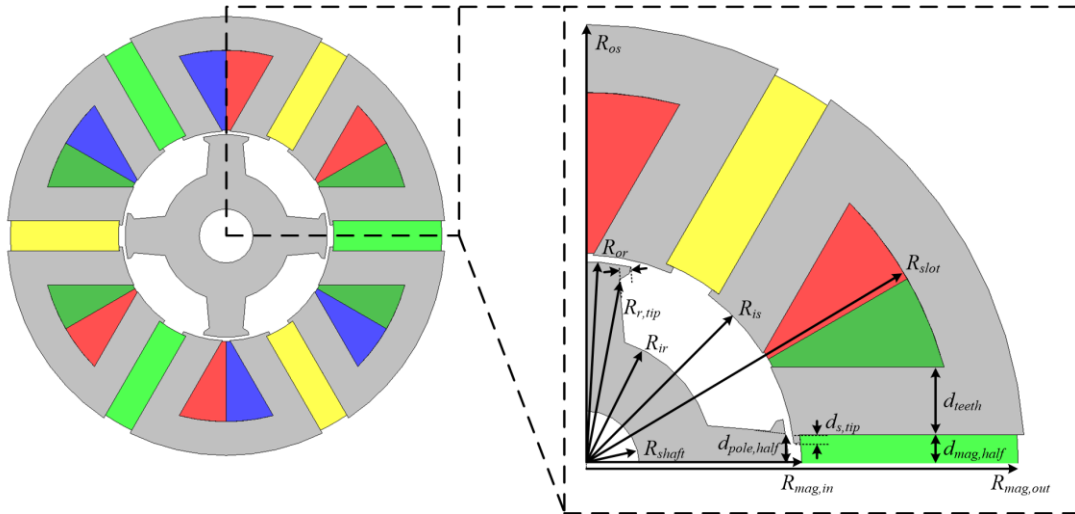 R_os
R_or
R_slot
R_r,tip
R_is
R_ir
d_teeth
d_s,tip
d_pole,half
d_mag,half
R_shaft
R_mag,in
R_mag,out